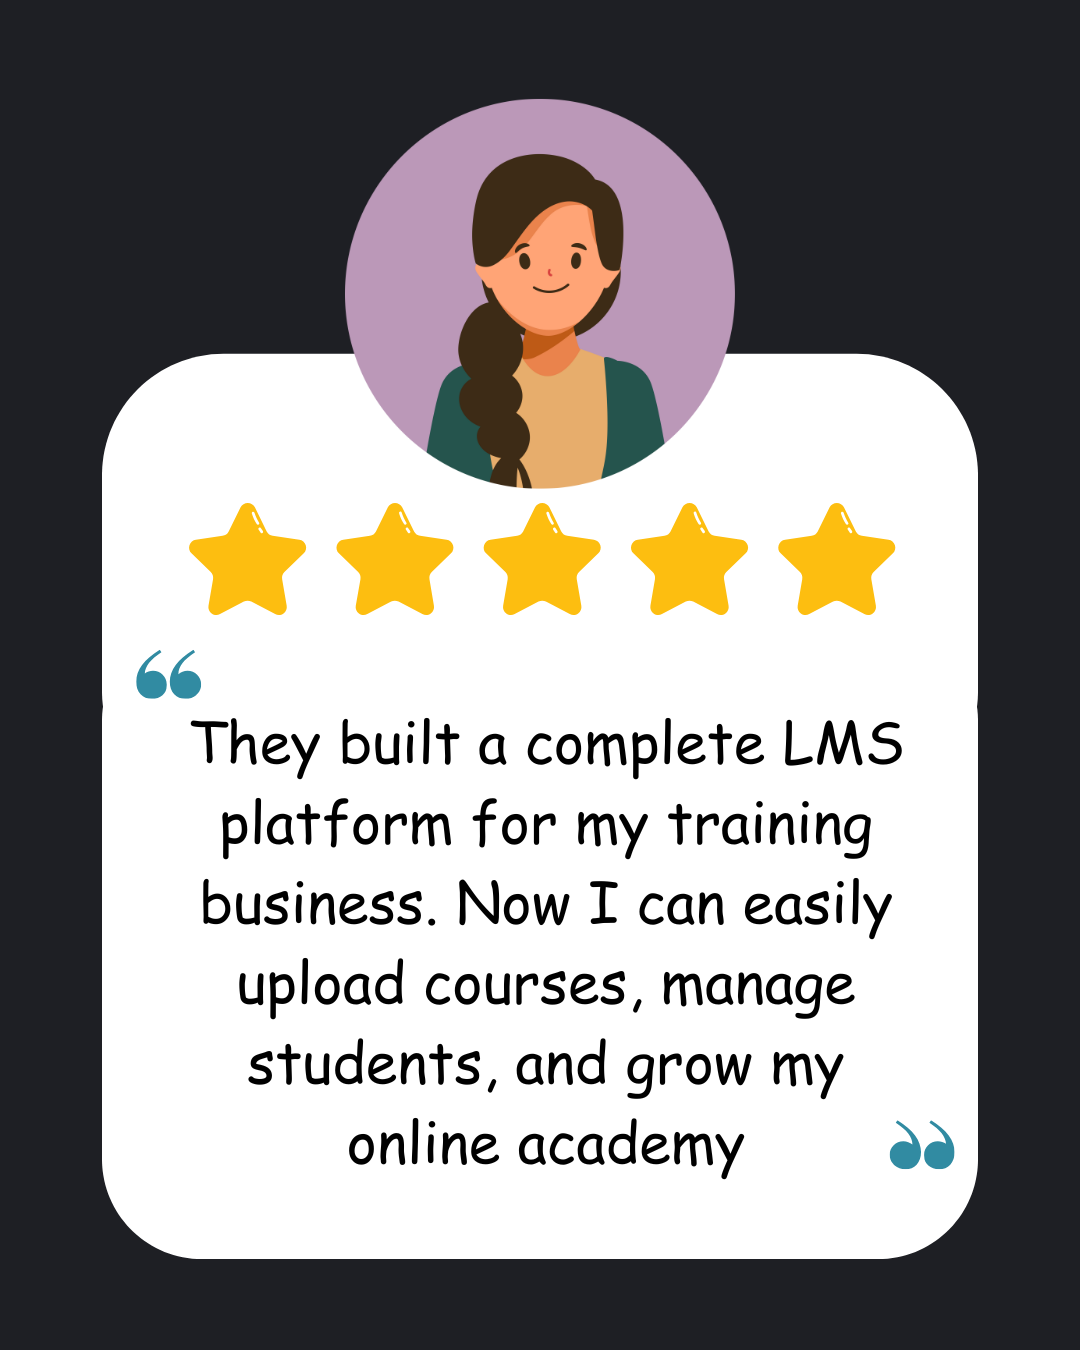 “
They built a complete LMS
platform for my training
business. Now I can easily
upload courses, manage
students, and grow my
online academy
”